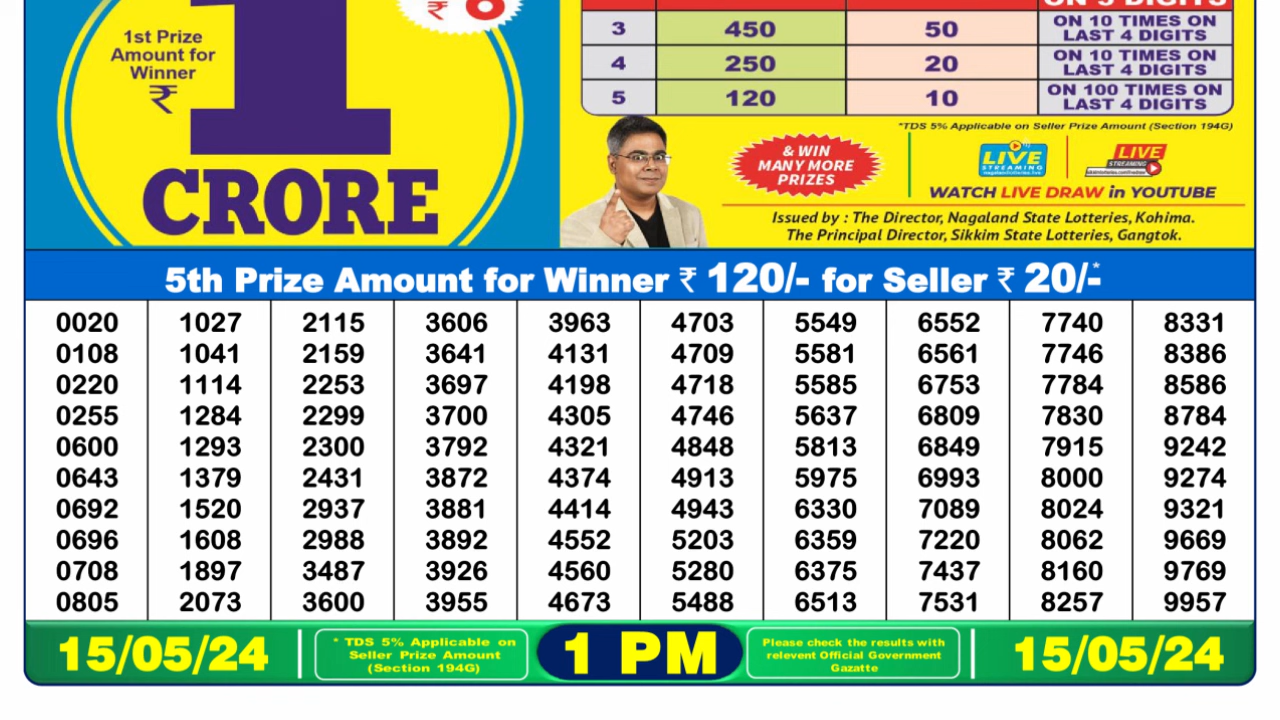 ₹ 6
1st Prize
Amount for
Winner
₹
1
CRORE
ON 5 DIGITS
3 450 50 ON 10 TIMES ON LAST 4 DIGITS
4 250 20 ON 10 TIMES ON LAST 4 DIGITS
5 120 10 ON 100 TIMES ON LAST 4 DIGITS
*TDS 5% Applicable on Seller Prize Amount (Section 194G)
& WIN
MANY MORE
PRIZES
LIVE
STREAMING
LIVE
STREAMING
WATCH LIVE DRAW in YOUTUBE
Issued by : The Director, Nagaland State Lotteries, Kohima.
The Principal Director, Sikkim State Lotteries, Gangtok.
5th Prize Amount for Winner ₹ 120/- for Seller ₹ 20/-*
0020 1027 2115 3606 3963 4703 5549 6552 7740 8331
0108 1041 2159 3641 4131 4709 5581 6561 7746 8386
0220 1114 2253 3697 4198 4718 5585 6753 7784 8586
0255 1284 2299 3700 4305 4746 5637 6809 7830 8784
0600 1293 2300 3792 4321 4848 5813 6849 7915 9242
0643 1379 2431 3872 4374 4913 5975 6993 8000 9274
0692 1520 2937 3881 4414 4943 6330 7089 8024 9321
0696 1608 2988 3892 4552 5203 6359 7220 8062 9669
0708 1897 3487 3926 4560 5280 6375 7437 8160 9769
0805 2073 3600 3955 4673 5488 6513 7531 8257 9957
15/05/24
* TDS 5% Applicable on
Seller Prize Amount
(Section 194G)
1 PM
Please check the results with
relevent Official Government
Gazatte
15/05/24